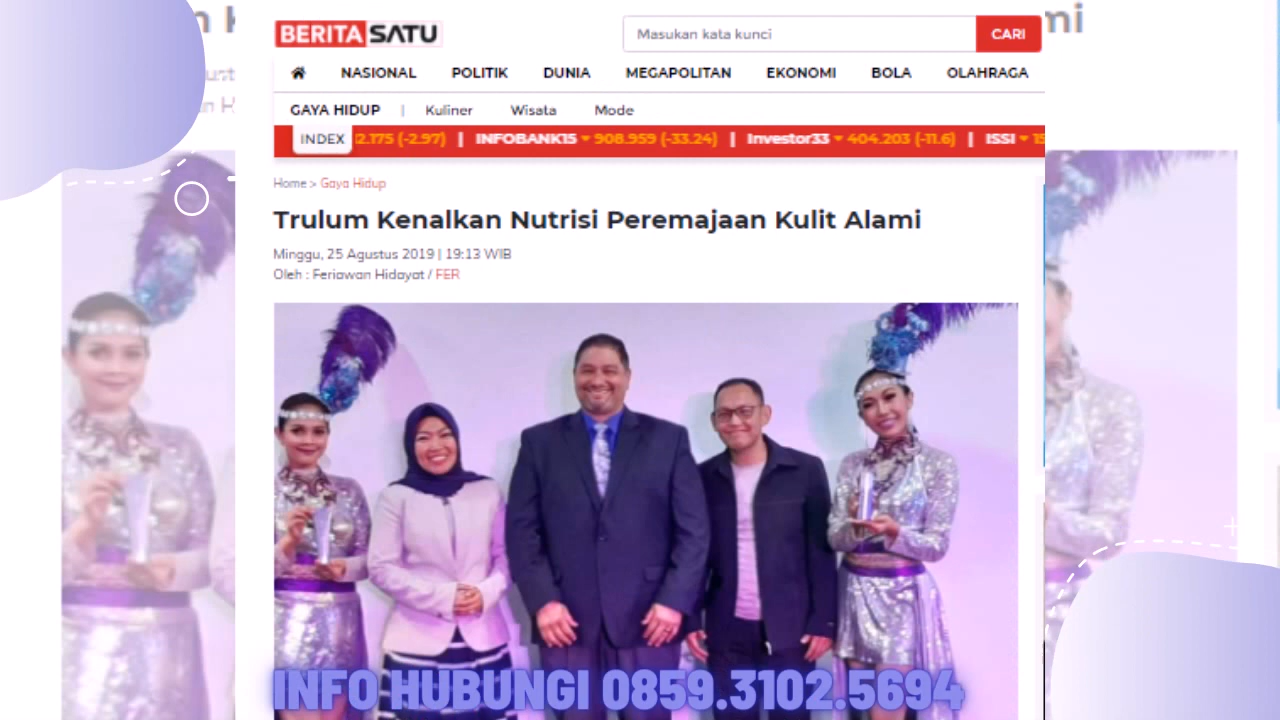 BERITA SATU
Masukan kata kunci
CARI
NASIONAL POLITIK DUNIA MEGAPOLITAN EKONOMI BOLA OLAHRAGA
GAYA HIDUP | Kuliner Wisata Mode
INDEX 2.175 (-2.97) | INFOBANK15 908.959 (-33.24) | Investor33 404.203 (-11.6) | ISSI 15
Home > Gaya Hidup
Trulum Kenalkan Nutrisi Peremajaan Kulit Alami
Minggu, 25 Agustus 2019 | 19:13 WIB
Oleh : Feriawan Hidayat / FER
INFO HUBUNGI 0859.3102.5694